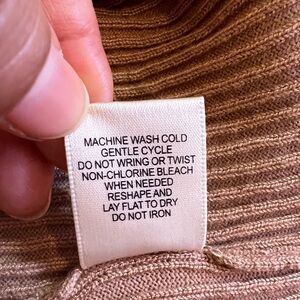 MACHINE WASH COLD
GENTLE CYCLE
DO NOT WRING OR TWIST
NON-CHLORINE BLEACH
WHEN NEEDED
RESHAPE AND
LAY FLAT TO DRY
DO NOT IRON